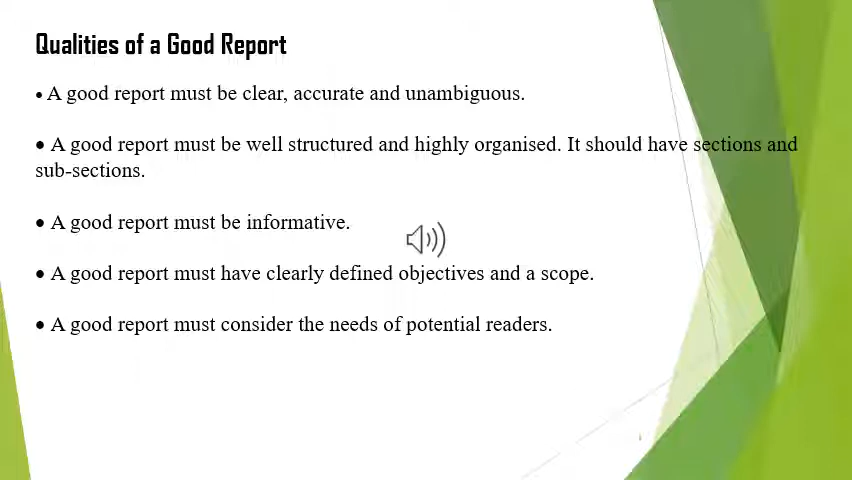 Qualities of a Good Report
• A good report must be clear, accurate and unambiguous.
• A good report must be well structured and highly organised. It should have sections and
sub-sections.
• A good report must be informative.
• A good report must have clearly defined objectives and a scope.
• A good report must consider the needs of potential readers.